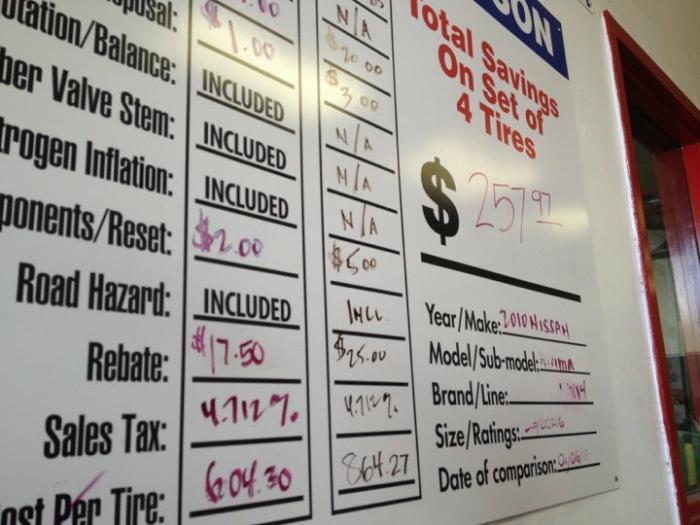 .00 N/A
$20.00
posal: $1.00 $3.00
otation/Balance: INCLUDED N/A
ber Valve Stem: INCLUDED N/A
trogen Inflation: INCLUDED N/A
ponents/Reset: $2.00 $5.00
Road Hazard: INCLUDED INCL
Rebate: $17.50 $25.00
Sales Tax: 4.712% 4.712%
ost Per Tire: 604.30 864.27
SON
Total Savings
On Set of
4 Tires
$ 257.97
Year/Make: 2010 NISSAN
Model/Sub-model:
Brand/Line:
Size/Ratings:
Date of comparison: